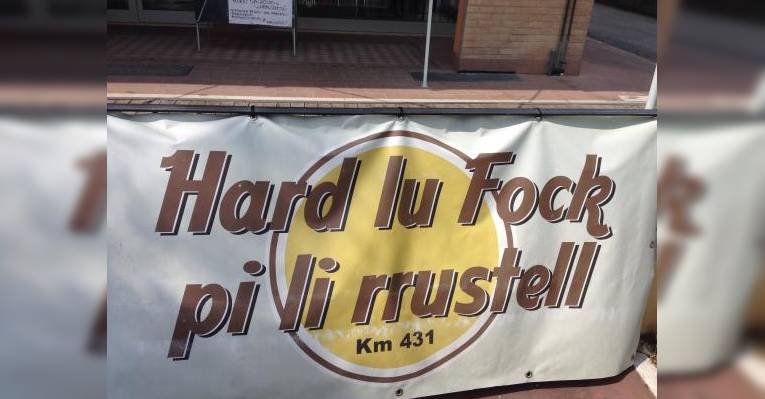 Hard lu Fock
pi li rrustell
Km 431